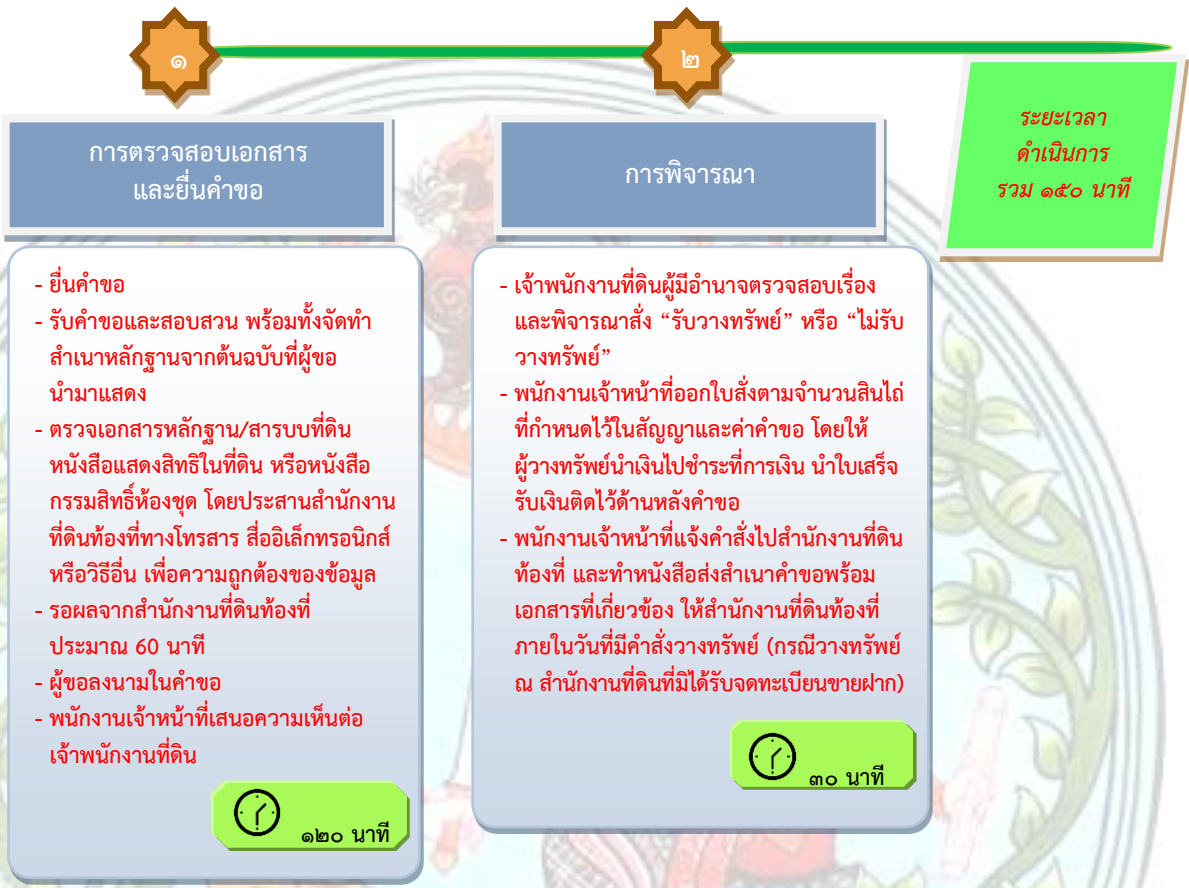 ๑
การตรวจสอบเอกสาร
และยื่นคำขอ
- ยื่นคำขอ
- รับคำขอและสอบสวน พร้อมทั้งจัดทำ
สำเนาหลักฐานจากต้นฉบับที่ผู้ขอ
นำมาแสดง
- ตรวจเอกสารหลักฐาน/สารบบที่ดิน
หนังสือแสดงสิทธิในที่ดิน หรือหนังสือ
กรรมสิทธิ์ห้องชุด โดยประสานสำนักงาน
ที่ดินท้องที่ทางโทรสาร สื่ออิเล็กทรอนิกส์
หรือวิธีอื่น เพื่อความถูกต้องของข้อมูล
- รอผลจากสำนักงานที่ดินท้องที่
ประมาณ 60 นาที
- ผู้ขอลงนามในคำขอ
- พนักงานเจ้าหน้าที่เสนอความเห็นต่อ
เจ้าพนักงานที่ดิน
๑๒๐ นาที
๒
การพิจารณา
- เจ้าพนักงานที่ดินผู้มีอำนาจตรวจสอบเรื่อง
และพิจารณาสั่ง “รับวางทรัพย์” หรือ “ไม่รับ
วางทรัพย์”
- พนักงานเจ้าหน้าที่ออกใบสั่งตามจำนวนสินไถ่
ที่กำหนดไว้ในสัญญาและค่าคำขอ โดยให้
ผู้วางทรัพย์นำเงินไปชำระที่การเงิน นำใบเสร็จ
รับเงินติดไว้ด้านหลังคำขอ
- พนักงานเจ้าหน้าที่แจ้งคำสั่งไปสำนักงานที่ดิน
ท้องที่ และทำหนังสือส่งสำเนาคำขอพร้อม
เอกสารที่เกี่ยวข้อง ให้สำนักงานที่ดินท้องที่
ภายในวันที่มีคำสั่งวางทรัพย์ (กรณีวางทรัพย์
ณ สำนักงานที่ดินที่มิได้รับจดทะเบียนขายฝาก)
๓๐ นาที
ระยะเวลา
ดำเนินการ
รวม ๑๕๐ นาที